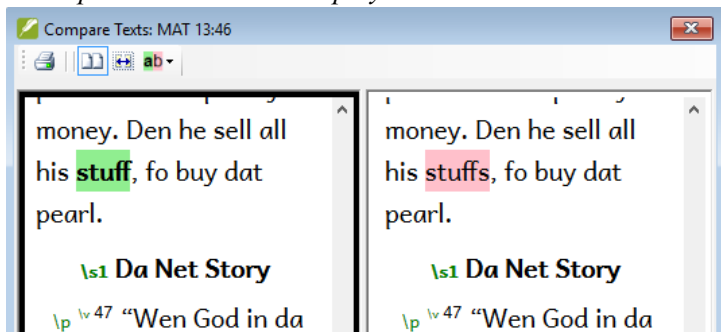 Compare Texts: MAT 13:46
ab
money. Den he sell all
his stuff, fo buy dat
pearl.
\s1 Da Net Story
\p \v 47 “Wen God in da
money. Den he sell all
his stuffs, fo buy dat
pearl.
\s1 Da Net Story
\p \v 47 “Wen God in da